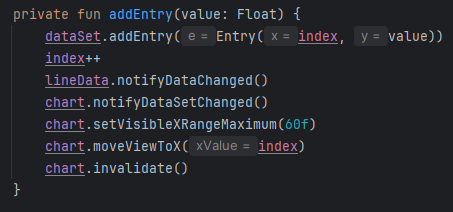 private fun addEntry(value: Float) {
    dataSet.addEntry( e = Entry( x = index, y = value))
    index++
    lineData.notifyDataChanged()
    chart.notifyDataSetChanged()
    chart.setVisibleXRangeMaximum(60f)
    chart.moveViewToX( xValue = index)
    chart.invalidate()
}